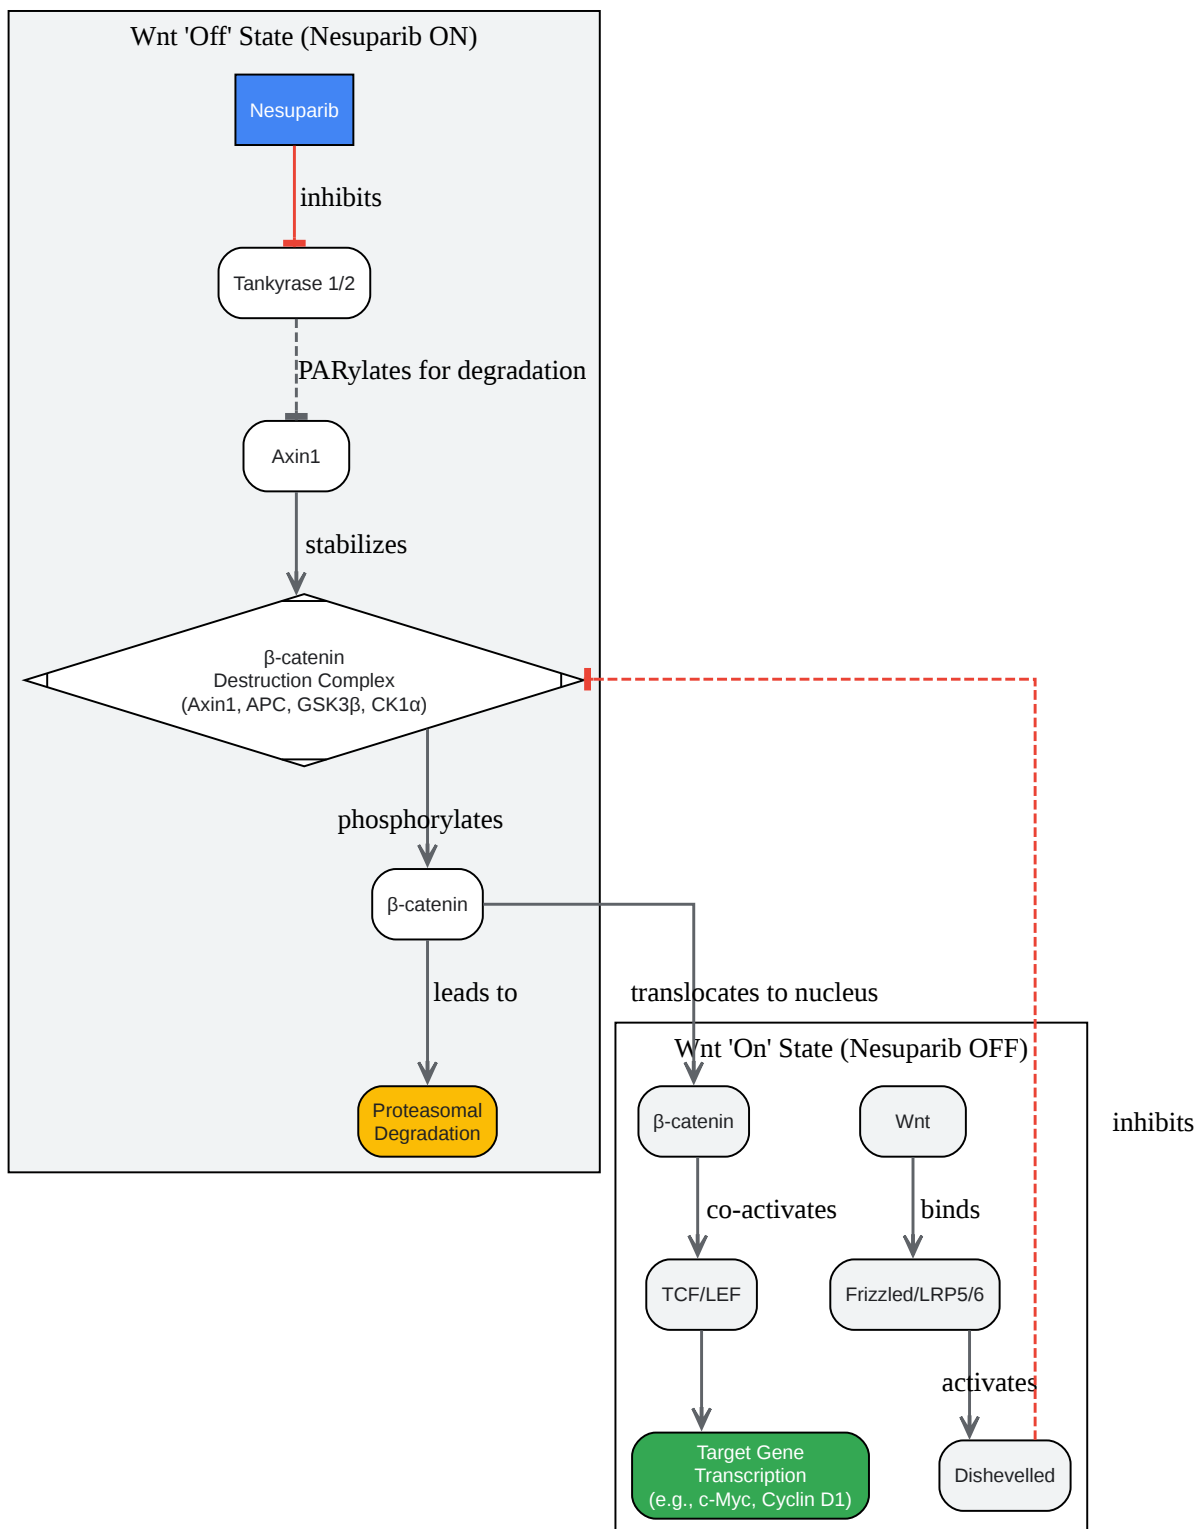 Wnt 'Off' State (Nesuparib ON)
Nesuparib
inhibits
Tankyrase 1/2
PARylates for degradation
Axin1
stabilizes
β-catenin
Destruction Complex
(Axin1, APC, GSK3β, CK1α)
phosphorylates
β-catenin
leads to
translocates to nucleus
Proteasomal
Degradation
Wnt 'On' State (Nesuparib OFF)
β-catenin
Wnt
inhibits
co-activates
binds
TCF/LEF
Frizzled/LRP5/6
activates
Target Gene
Transcription
(e.g., c-Myc, Cyclin D1)
Dishevelled